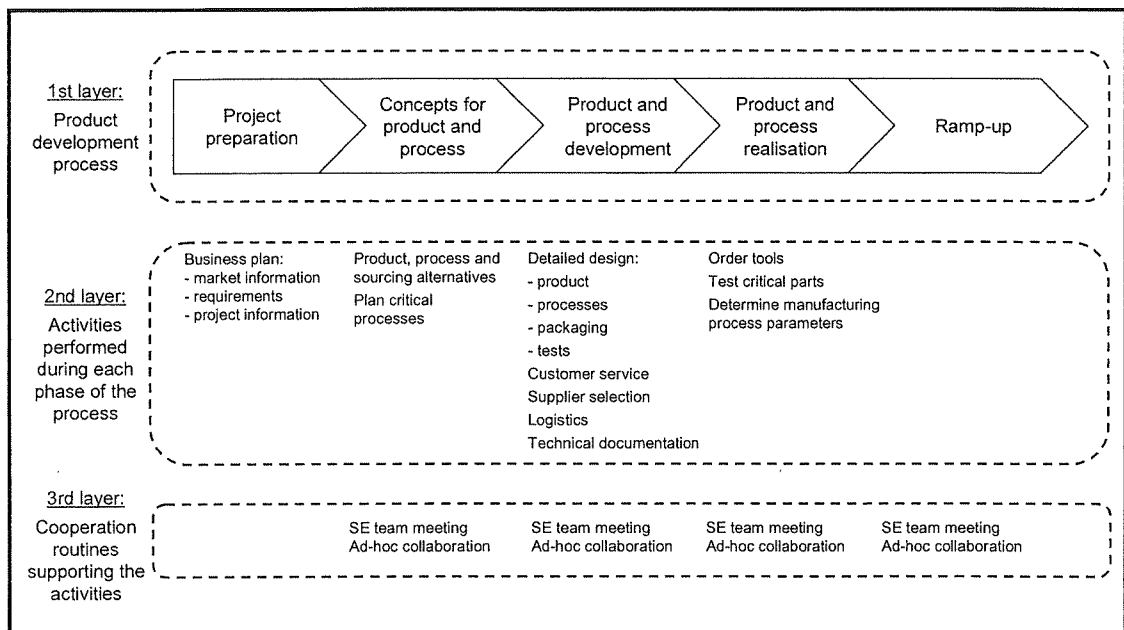 1st layer:
Product
development
process
Project
preparation
Concepts for
product and
process
Product and
process
development
Product and
process
realisation
Ramp-up
2nd layer:
Activities
performed
during each
phase of the
process
Business plan:
- market information
- requirements
- project information
Product, process and
sourcing alternatives
Plan critical
processes
Detailed design:
- product
- processes
- packaging
- tests
Customer service
Supplier selection
Logistics
Technical documentation
Order tools
Test critical parts
Determine manufacturing
process parameters
3rd layer:
Cooperation
routines
supporting the
activities
SE team meeting
Ad-hoc collaboration
SE team meeting
Ad-hoc collaboration
SE team meeting
Ad-hoc collaboration
SE team meeting
Ad-hoc collaboration